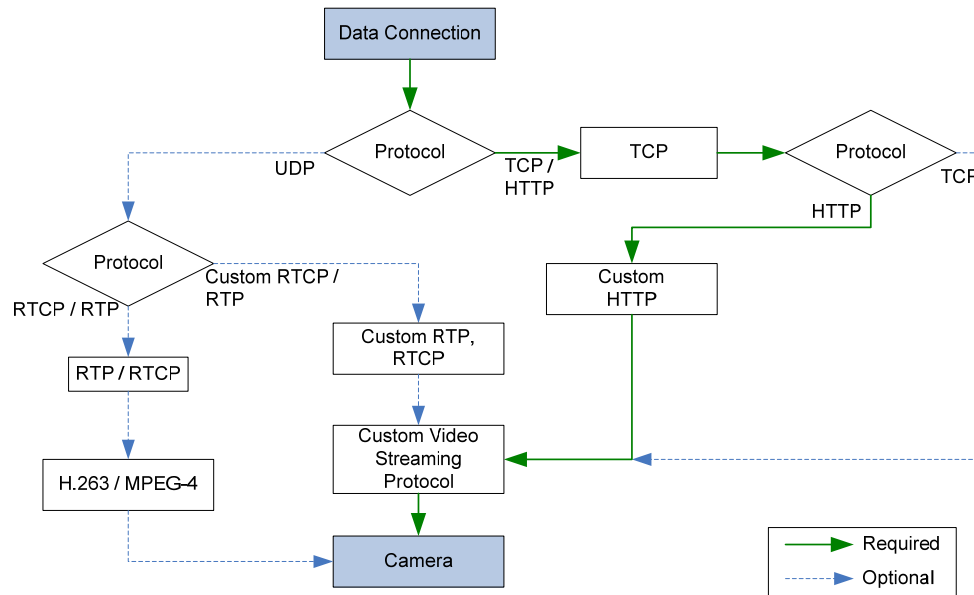 Data Connection
Protocol
UDP
TCP /
HTTP
TCP
Protocol
TCP
HTTP
Protocol
RTCP / RTP
Custom RTCP /
RTP
Custom
HTTP
Custom RTP,
RTCP
RTP / RTCP
Custom Video
Streaming
Protocol
H.263 / MPEG-4
Camera
Required
Optional